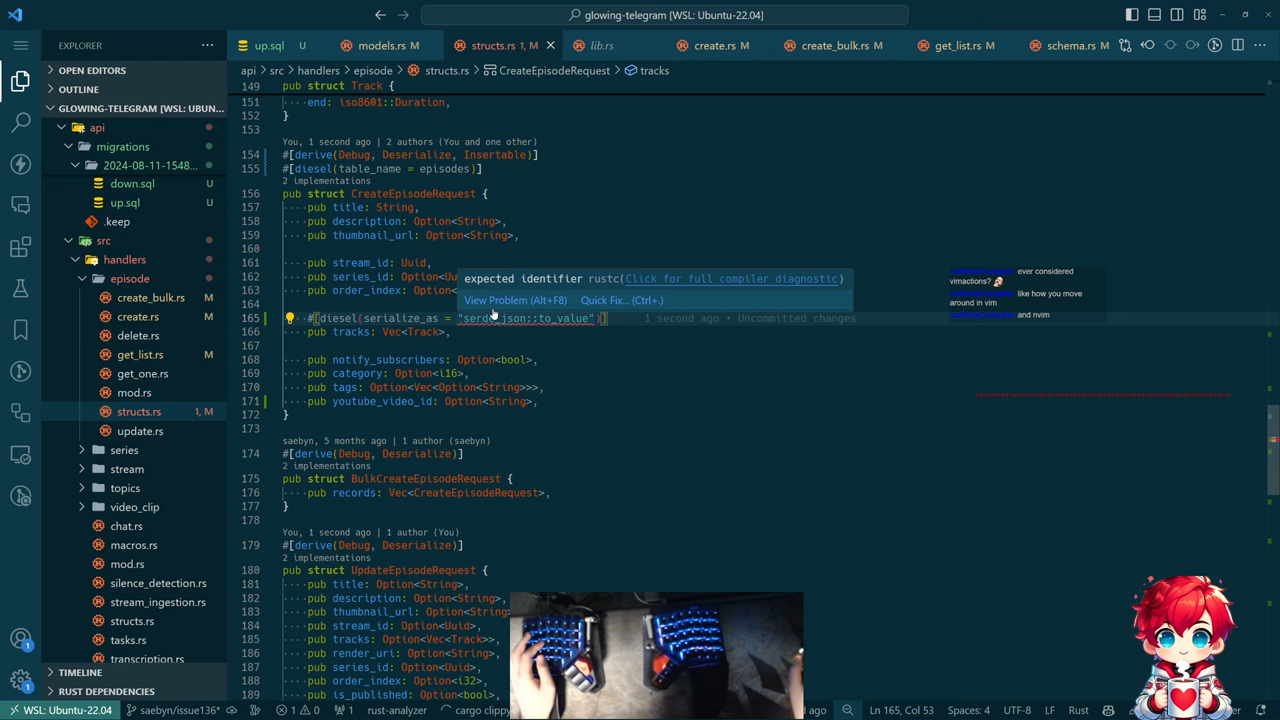 glowing-telegram [WSL: Ubuntu-22.04]
EXPLORER
up.sql U
models.rs M
structs.rs 1, M
lib.rs
create.rs M
create_bulk.rs M
get_list.rs M
schema.rs M
OPEN EDITORS
OUTLINE
GLOWING-TELEGRAM [WSL: UBUN...
api
migrations
2024-08-11-1548...
down.sql U
up.sql U
.keep
src
handlers
episode
create_bulk.rs M
create.rs M
delete.rs
get_list.rs M
get_one.rs
mod.rs
structs.rs 1, M
update.rs
series
stream
topics
video_clip
chat.rs
macros.rs
mod.rs
silence_detection.rs
stream_ingestion.rs
structs.rs
tasks.rs
transcription.rs
TIMELINE
RUST DEPENDENCIES
api > src > handlers > episode > structs.rs > CreateEpisodeRequest > tracks
149 pub struct Track {
151 end: iso8601::Duration,
152 }
153
You, 1 second ago | 2 authors (You and one other)
154 #[derive(Debug, Deserialize, Insertable)]
155 #[diesel(table_name = episodes)]
2 implementations
156 pub struct CreateEpisodeRequest {
157 pub title: String,
158 pub description: Option<String>,
159 pub thumbnail_url: Option<String>,
160
161 pub stream_id: Uuid,
162 pub series_id: Option<Uu
163 pub order_index: Option<
164
expected identifier rustc(Click for full compiler diagnostic)
View Problem (Alt+F8) Quick Fix... (Ctrl+.)
165 #[diesel(serialize_as = "serde_json::to_value")] 1 second ago • Uncommitted changes
166 pub tracks: Vec<Track>,
167
168 pub notify_subscribers: Option<bool>,
169 pub category: Option<i16>,
170 pub tags: Option<Vec<Option<String>>>,
171 pub youtube_video_id: Option<String>,
172 }
173
saebyn, 5 months ago | 1 author (saebyn)
174 #[derive(Debug, Deserialize)]
2 implementations
175 pub struct BulkCreateEpisodeRequest {
176 pub records: Vec<CreateEpisodeRequest>,
177 }
178
You, 1 second ago | 1 author (You)
179 #[derive(Debug, Deserialize)]
2 implementations
180 pub struct UpdateEpisodeRequest {
181 pub title: Option<String>,
182 pub description: Option<String>,
183 pub thumbnail_url: Option<String>
184 pub stream_id: Option<Uuid>,
185 pub tracks: Option<Vec<Track>>,
186 pub render_uri: Option<String>,
187 pub series_id: Option<Uuid>,
188 pub order_index: Option<i32>,
189 pub is_published: Option<bool>,
ever considered
vimactions?
like how you move
around in vim
and nvim
1
1
WSL: Ubuntu-22.04
saebyn/issue136*
1 0
1
rust-analyzer
cargo clippy
ago
Ln 165, Col 53
Spaces: 4
UTF-8
LF
Rust